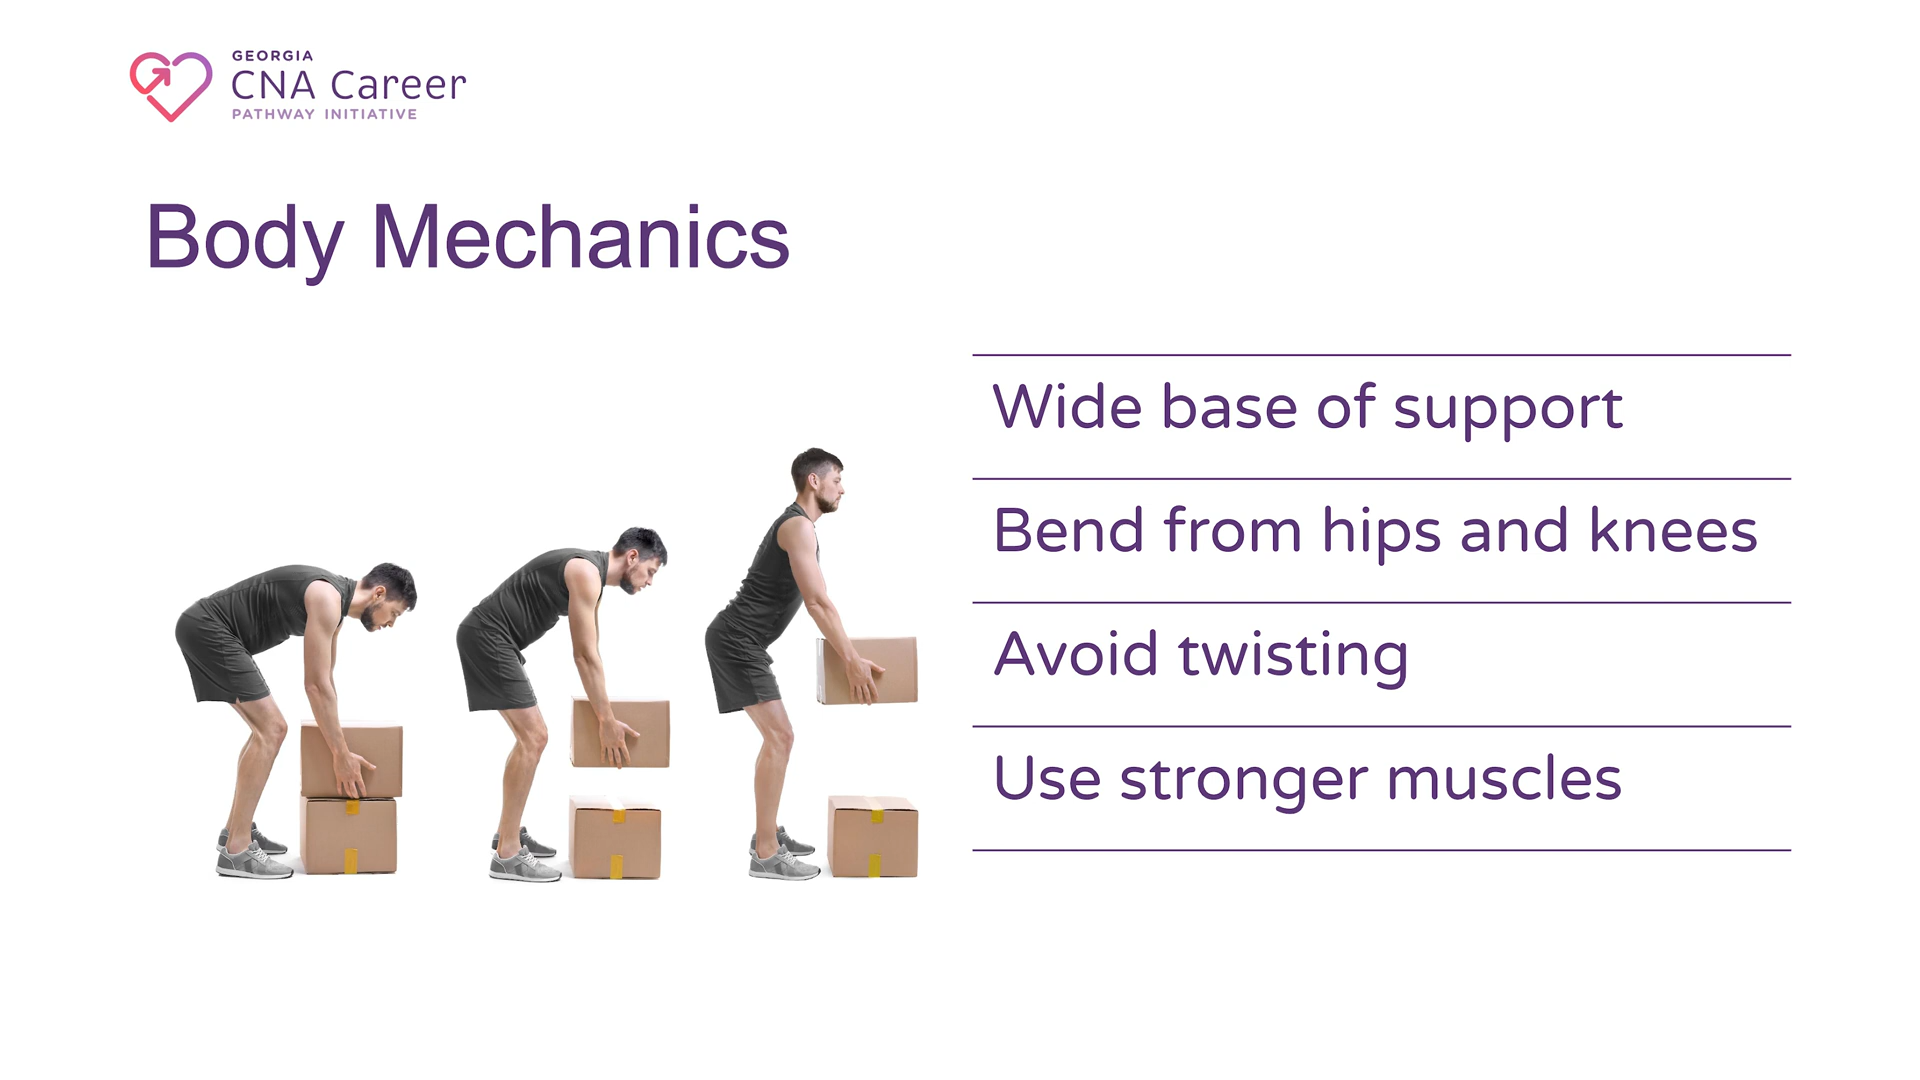 GEORGIA
CNA Career
PATHWAY INITIATIVE
Body Mechanics
Wide base of support
Bend from hips and knees
Avoid twisting
Use stronger muscles